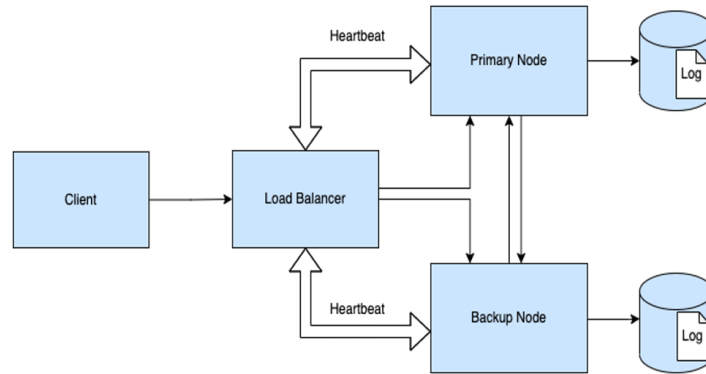 Heartbeat
Primary Node
Log
Client
Load Balancer
Heartbeat
Backup Node
Log